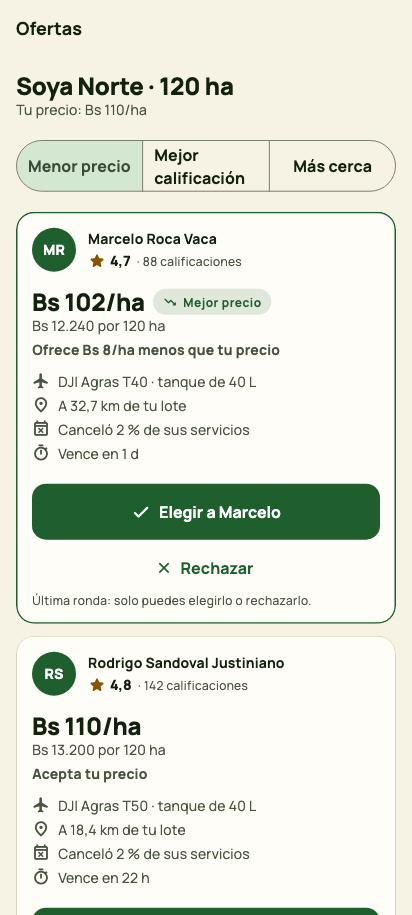 Ofertas
Soya Norte · 120 ha
Tu precio: Bs 110/ha
Menor precio
Mejor
calificación
Más cerca
MR
Marcelo Roca Vaca
4,7 · 88 calificaciones
Bs 102/ha
Mejor precio
Bs 12.240 por 120 ha
Ofrece Bs 8/ha menos que tu precio
DJI Agras T40 · tanque de 40 L
A 32,7 km de tu lote
Canceló 2 % de sus servicios
Vence en 1 d
Elegir a Marcelo
Rechazar
Última ronda: solo puedes elegirlo o rechazarlo.
RS
Rodrigo Sandoval Justiniano
4,8 · 142 calificaciones
Bs 110/ha
Bs 13.200 por 120 ha
Acepta tu precio
DJI Agras T50 · tanque de 40 L
A 18,4 km de tu lote
Canceló 2 % de sus servicios
Vence en 22 h